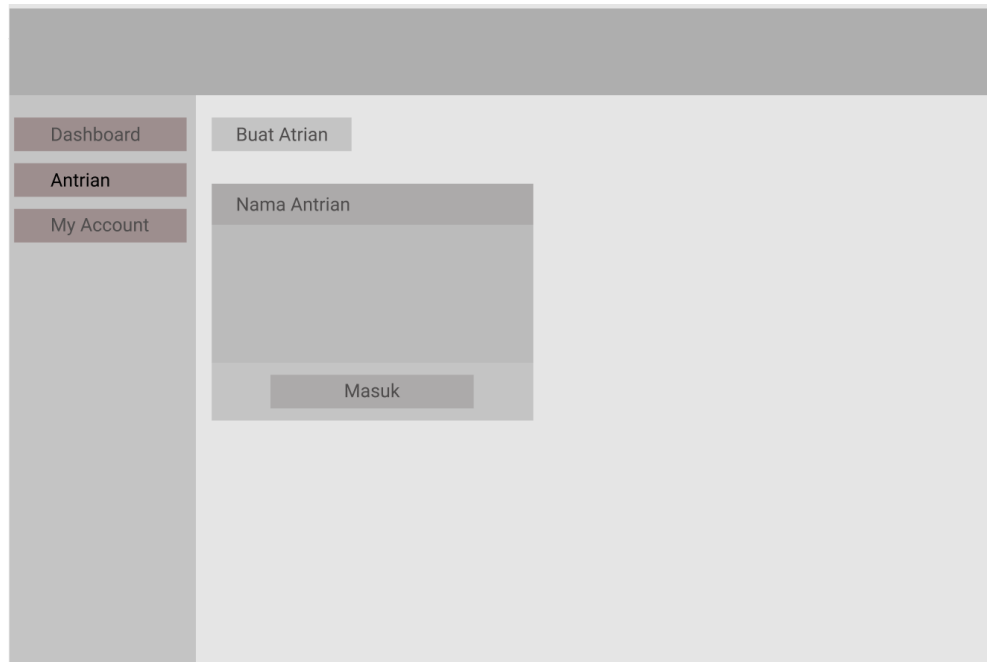 Dashboard
Antrian
My Account
Buat Atrian
Nama Antrian
Masuk